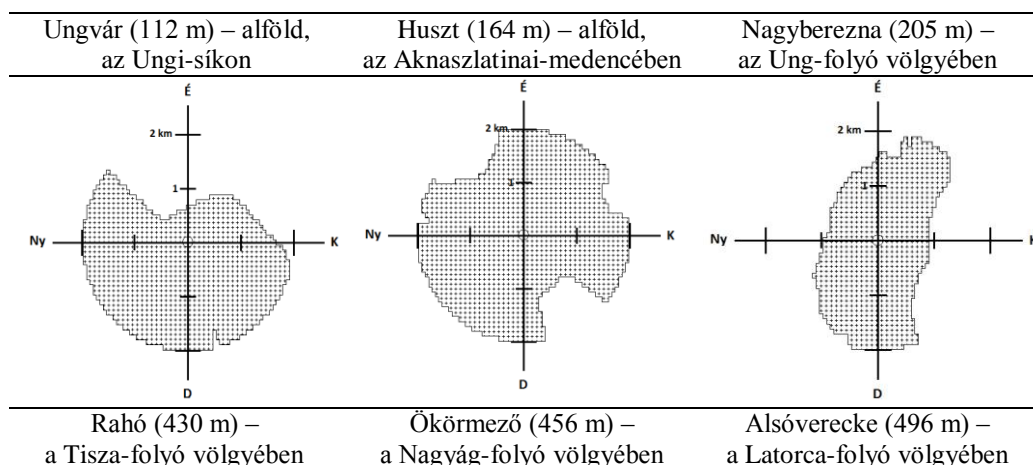 Ungvár (112 m) – alföld,
az Ungi-síkon
Huszt (164 m) – alföld,
az Aknaszlatinai-medencében
Nagyberezna (205 m) –
az Ung-folyó völgyében
É
2 km
1
Ny
K
D
É
2 km
1
Ny
K
D
É
2 km
1
Ny
K
D
Rahó (430 m) –
a Tisza-folyó völgyében
Ökörmező (456 m) –
a Nagyág-folyó völgyében
Alsóverecke (496 m) –
a Latorca-folyó völgyében